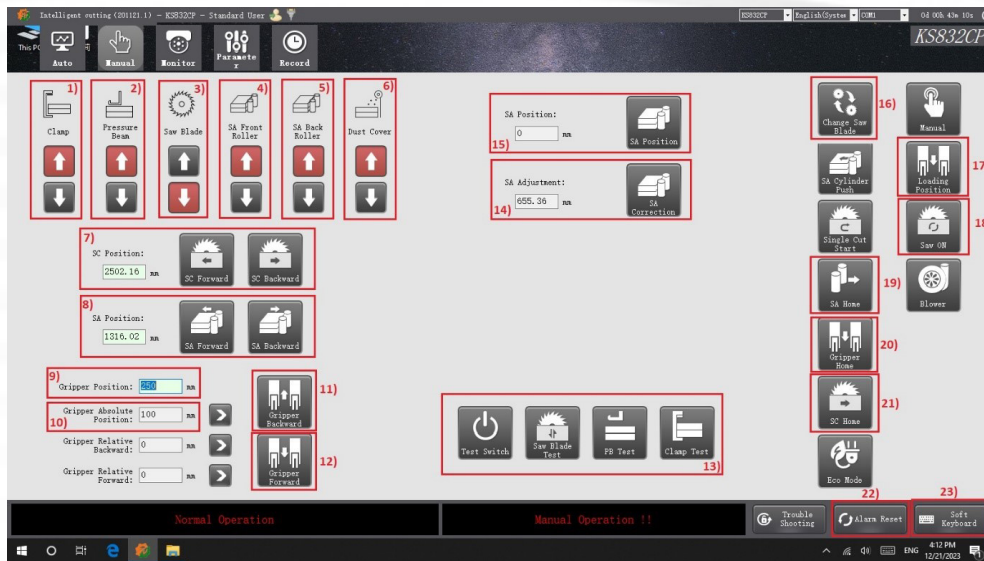 Intelligent cutting (201121.1) - KS832CP - Standard User
KS832CP
English(Syster
COM1
0d 00h 43m 10s
This PC
Auto
Manual
Monitor
Paramete
r
Record
KS832CP
1)
Clamp
2)
Pressure
Beam
3)
Saw Blade
4)
SA Front
Roller
5)
SA Back
Roller
6)
Dust Cover
SA Position:
0 mm
15)
SA Position
SA Adjustment:
655.36 mm
14)
SA
Correction
Change Saw
Blade
16)
Manual
SA Cylinder
Push
Loading
Position
17
Single Cut
Start
Saw ON
18
SA Home
19)
Blower
Gripper
Home
20)
SC Home
21)
Eco Mode
7)
SC Position:
2502.16 mm
SC Forward
SC Backward
8)
SA Position:
1316.02 mm
SA Forward
SA Backward
9)
Gripper Position: 250 mm
10)
Gripper Absolute
Position: 100 mm
Gripper Relative
Backward: 0 mm
Gripper Relative
Forward: 0 mm
Gripper
Backward
11)
Gripper
Forward
12)
Test Switch
Saw Blade
Test
PB Test
Clamp Test
13)
22)
23)
Normal Operation
Manual Operation !!
Trouble
Shooting
Alarm Reset
Soft
Keyboard
ENG
4:12 PM
12/21/2023